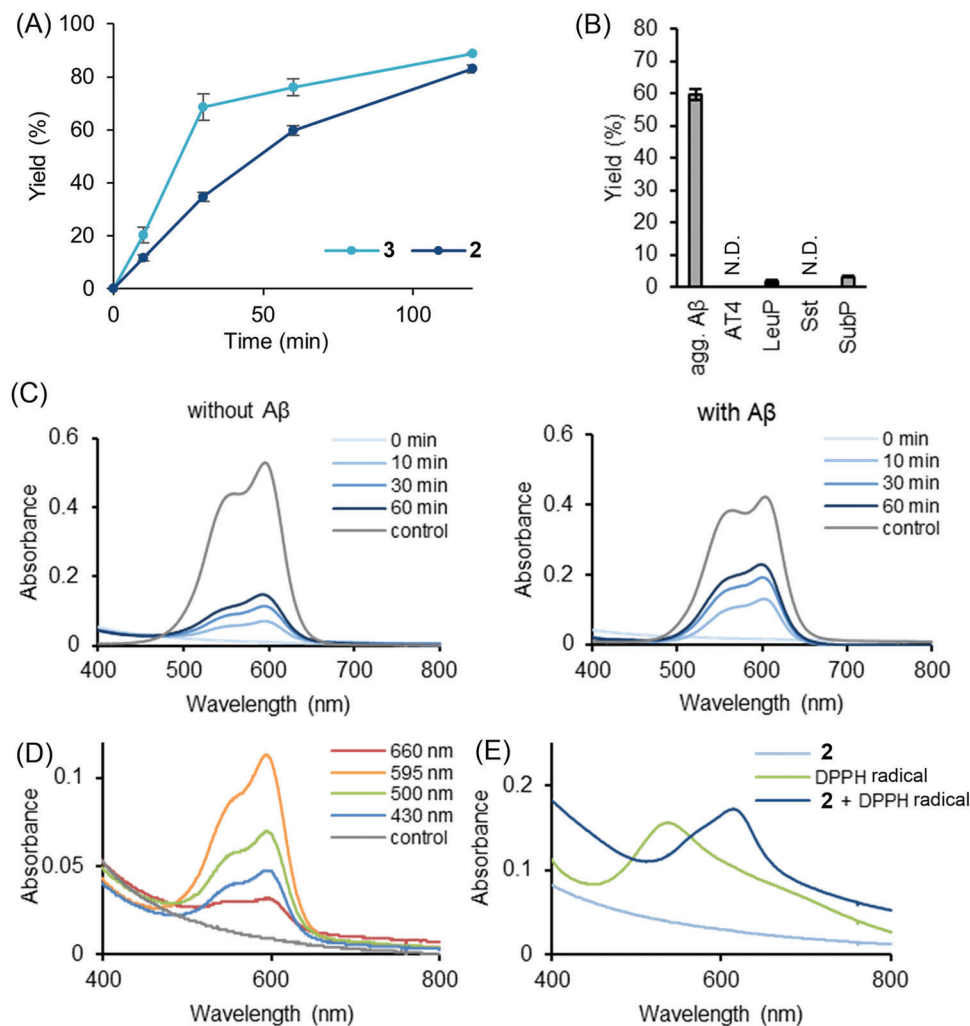 (A)
100
80
60
40
20
0
Yield (%)
3 2
0 50 100
Time (min)
(B)
80
70
60
50
40
30
20
10
0
Yield (%)
N.D. N.D.
agg. Aβ AT4 LeuP Sst SubP
(C)
without Aβ
0.6
0.4
0.2
0
Absorbance
0 min
10 min
30 min
60 min
control
400 500 600 700 800
Wavelength (nm)
with Aβ
0.6
0.4
0.2
0
Absorbance
0 min
10 min
30 min
60 min
control
400 500 600 700 800
Wavelength (nm)
(D)
0.1
0.05
0
Absorbance
660 nm
595 nm
500 nm
430 nm
control
400 600 800
Wavelength (nm)
(E)
0.2
0.1
0
Absorbance
2
DPPH radical
2 + DPPH radical
400 600 800
Wavelength (nm)